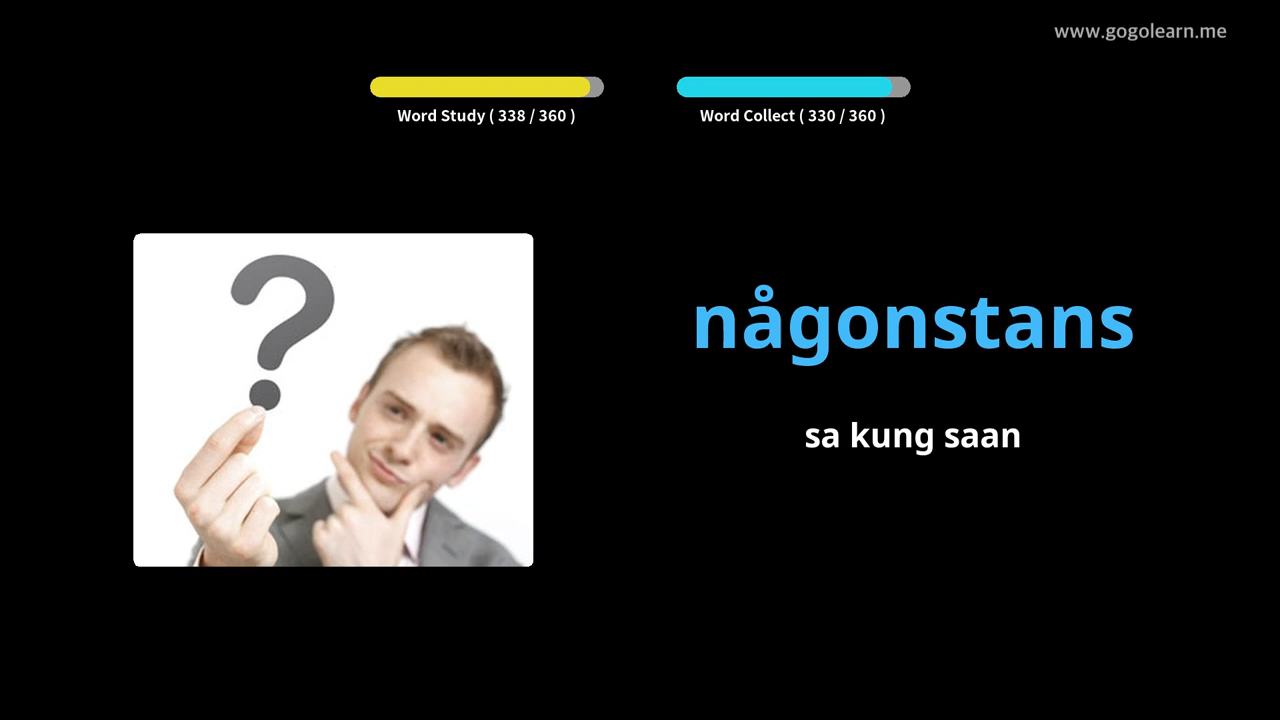 www.gogolearn.me
Word Study ( 338 / 360 )
Word Collect ( 330 / 360 )
någonstans
sa kung saan